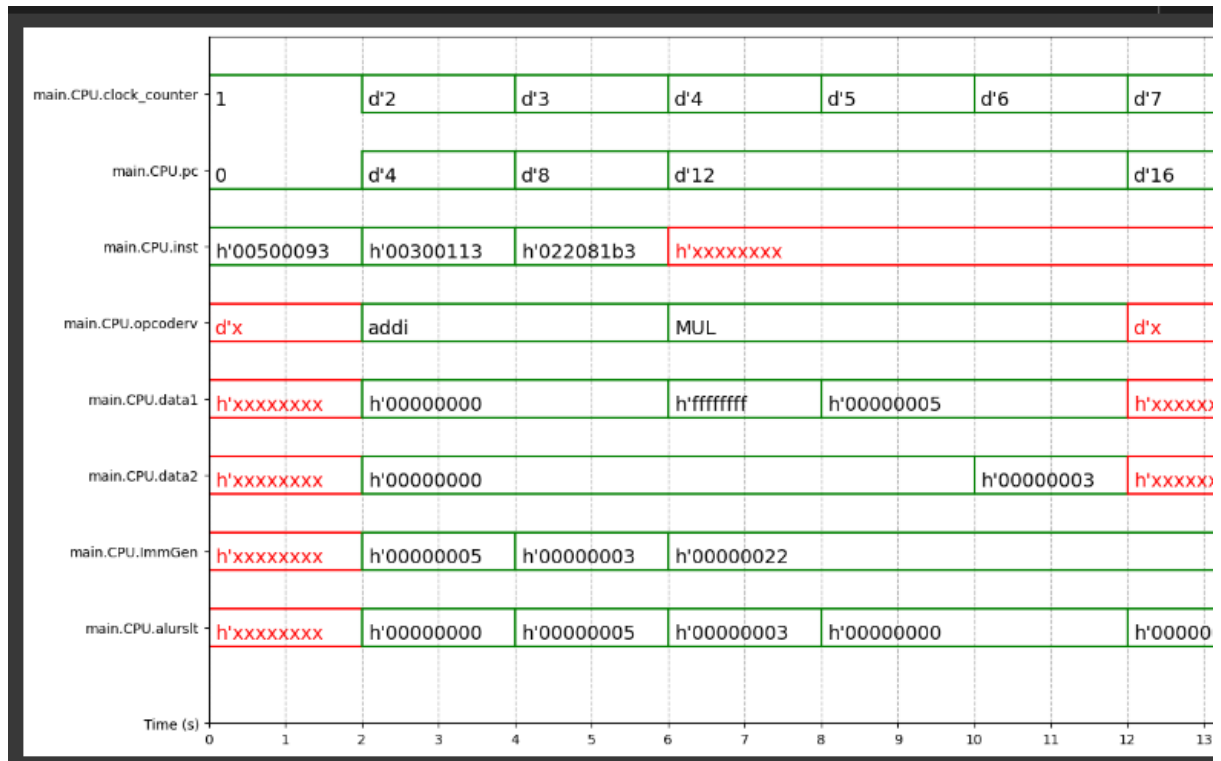 main.CPU.clock_counter 1 d'2 d'3 d'4 d'5 d'6 d'7
main.CPU.pc 0 d'4 d'8 d'12 d'16
main.CPU.inst h'00500093 h'00300113 h'022081b3 h'xxxxxxxx
main.CPU.opcoderv d'x addi MUL d'x
main.CPU.data1 h'xxxxxxxx h'00000000 h'ffffffff h'00000005 h'xxxxxx
main.CPU.data2 h'xxxxxxxx h'00000000 h'00000003 h'xxxxxx
main.CPU.ImmGen h'xxxxxxxx h'00000005 h'00000003 h'00000022
main.CPU.alurslt h'xxxxxxxx h'00000000 h'00000005 h'00000003 h'00000000 h'00000
Time (s)
0 1 2 3 4 5 6 7 8 9 10 11 12 13